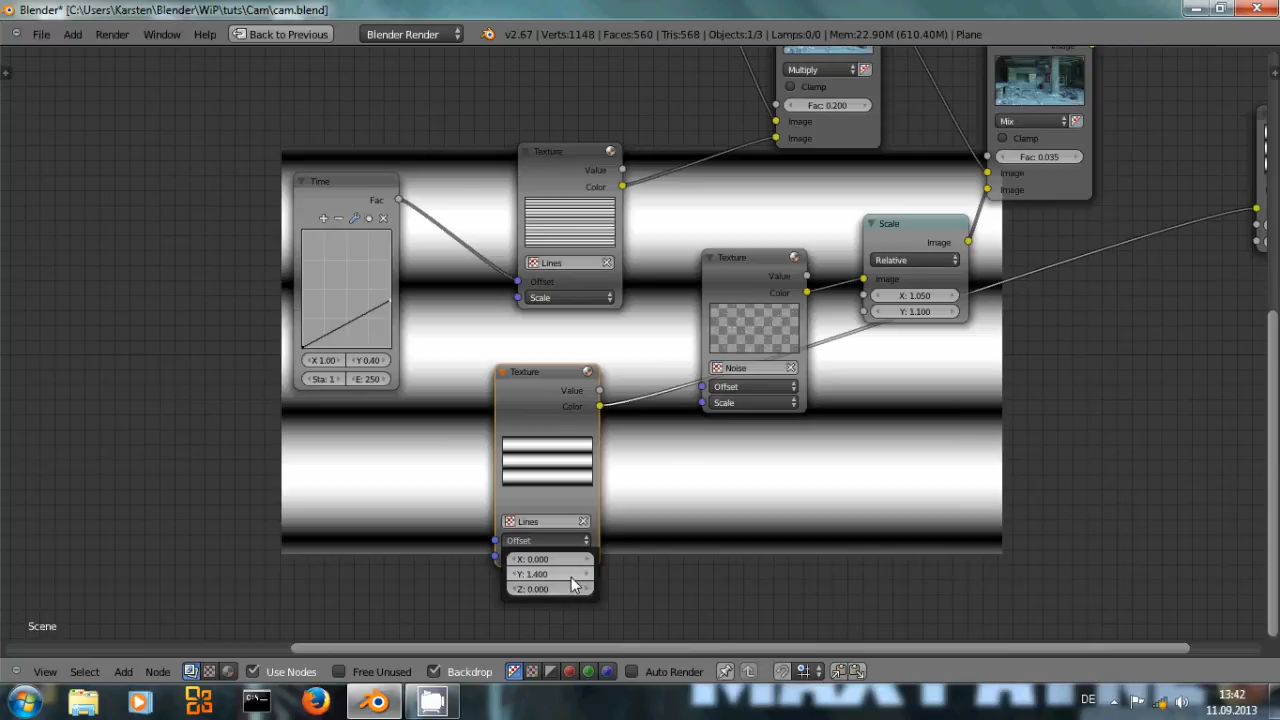 Blender* [C:\Users\Karsten\Blender\WiP\tuts\Cam\cam.blend]
File Add Render Window Help Back to Previous Blender Render v2.67 | Verts:1148 | Faces:560 | Tris:568 | Objects:1/3 | Lamps:0/0 | Mem:22.90M (610.40M) | Plane
Image
Multiply
Clamp
Fac: 0.200
Image
Image
Mix
Clamp
Fac: 0.035
Image
Image
Time
Fac
X 1.00 Y 0.40
Sta: 1 E: 250
Texture
Value
Color
Lines
Offset
Scale
Texture
Value
Color
Noise
Offset
Scale
Scale
Image
Relative
Image
X: 1.050
Y: 1.100
Texture
Value
Color
Lines
Offset
X: 0.000
Y: 1.400
Z: 0.000
Scene
View Select Add Node Use Nodes Free Unused Backdrop Auto Render
DE 13:42
11.09.2013